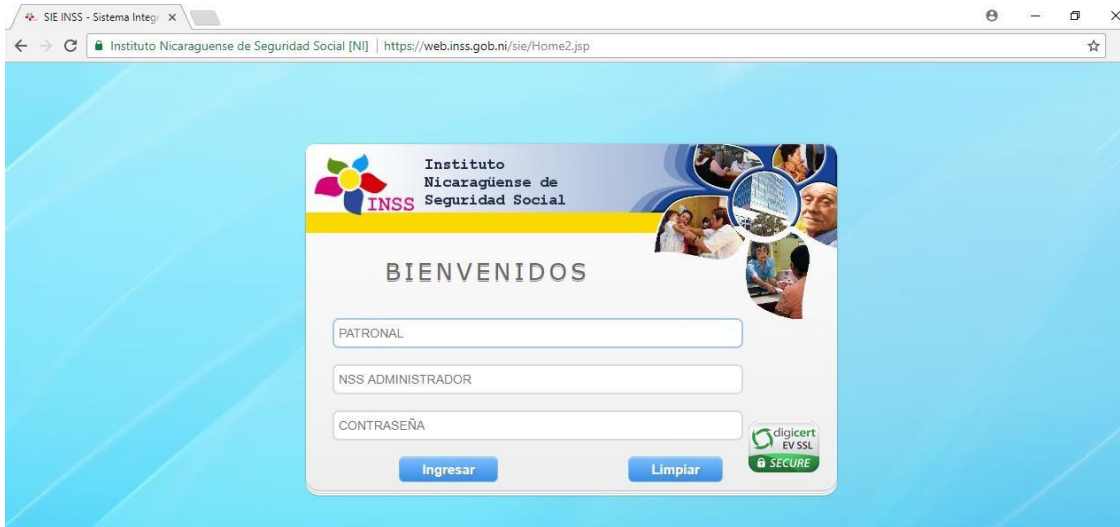 SIE INSS - Sistema Integr
Instituto Nicaraguense de Seguridad Social [NI] https://web.inss.gob.ni/sie/Home2.jsp
INSS
Instituto
Nicaragüense de
Seguridad Social
BIENVENIDOS
PATRONAL
NSS ADMINISTRADOR
CONTRASEÑA
digicert
EV SSL
SECURE
Ingresar
Limpiar